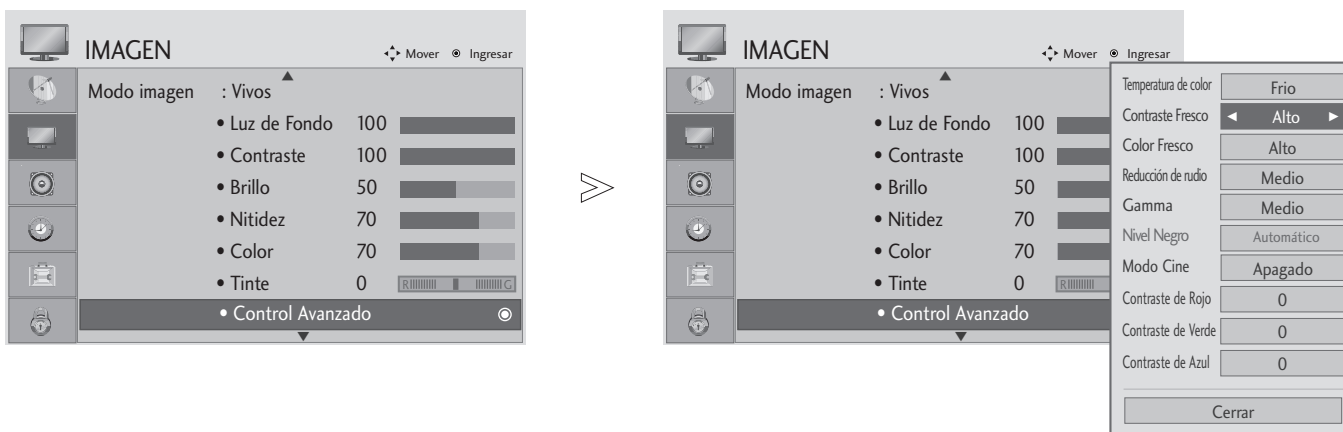 IMAGEN
Mover Ingresar
Modo imagen : Vivos
• Luz de Fondo 100
• Contraste 100
• Brillo 50
• Nitidez 70
• Color 70
• Tinte 0 R G
• Control Avanzado
IMAGEN
Mover Ingresar
Modo imagen : Vivos
• Luz de Fondo 100
• Contraste 100
• Brillo 50
• Nitidez 70
• Color 70
• Tinte 0 R
• Control Avanzado
Temperatura de color Frio
Contraste Fresco Alto
Color Fresco Alto
Reducción de rudio Medio
Gamma Medio
Nivel Negro Automático
Modo Cine Apagado
Contraste de Rojo 0
Contraste de Verde 0
Contraste de Azul 0
Cerrar